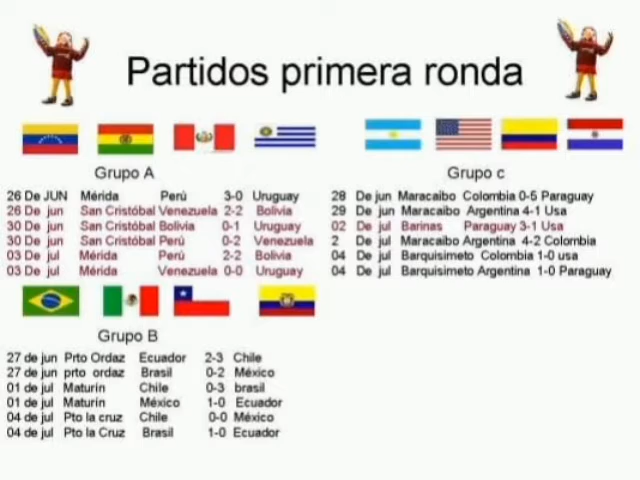 Partidos primera ronda
Grupo A
26 De JUN Mérida Perú 3-0 Uruguay
26 De jun San Cristóbal Venezuela 2-2 Bolivia
30 De jun San Cristóbal Bolivia 0-1 Uruguay
30 De jun San Cristóbal Perú 0-2 Venezuela
03 De jul Mérida Perú 2-2 Bolivia
03 De jul Mérida Venezuela 0-0 Uruguay
Grupo c
28 De jun Maracaibo Colombia 0-5 Paraguay
29 De jun Maracaibo Argentina 4-1 Usa
02 De jul Barinas Paraguay 3-1 Usa
2 De jul Maracaibo Argentina 4-2 Colombia
04 De jul Barquisimeto Colombia 1-0 usa
04 De jul Barquisimeto Argentina 1-0 Paraguay
Grupo B
27 de jun Prto Ordaz Ecuador 2-3 Chile
27 de jun prto ordaz Brasil 0-2 México
01 de jul Maturín Chile 0-3 brasil
01 de jul Maturín México 1-0 Ecuador
04 de jul Pto la cruz Chile 0-0 México
04 de jul Pto la Cruz Brasil 1-0 Ecuador